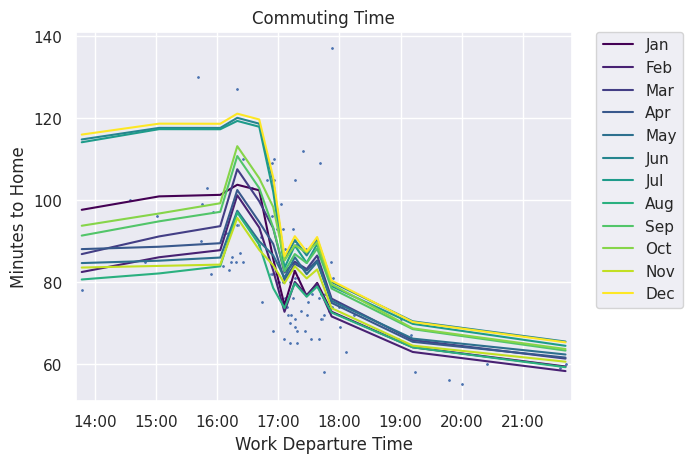 Commuting Time
Minutes to Home
140
120
100
80
60
14:00 15:00 16:00 17:00 18:00 19:00 20:00 21:00
Work Departure Time
Jan
Feb
Mar
Apr
May
Jun
Jul
Aug
Sep
Oct
Nov
Dec